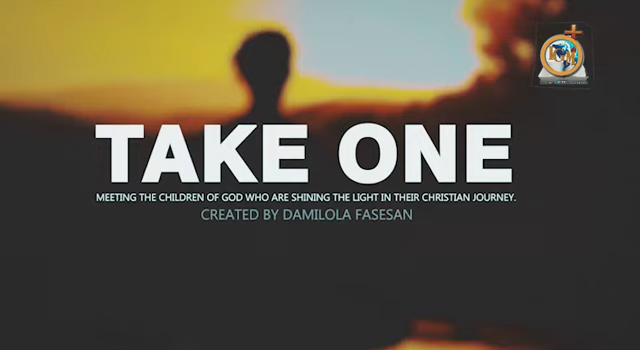 TAKE ONE
MEETING THE CHILDREN OF GOD WHO ARE SHINING THE LIGHT IN THEIR CHRISTIAN JOURNEY.
CREATED BY DAMILOLA FASESAN